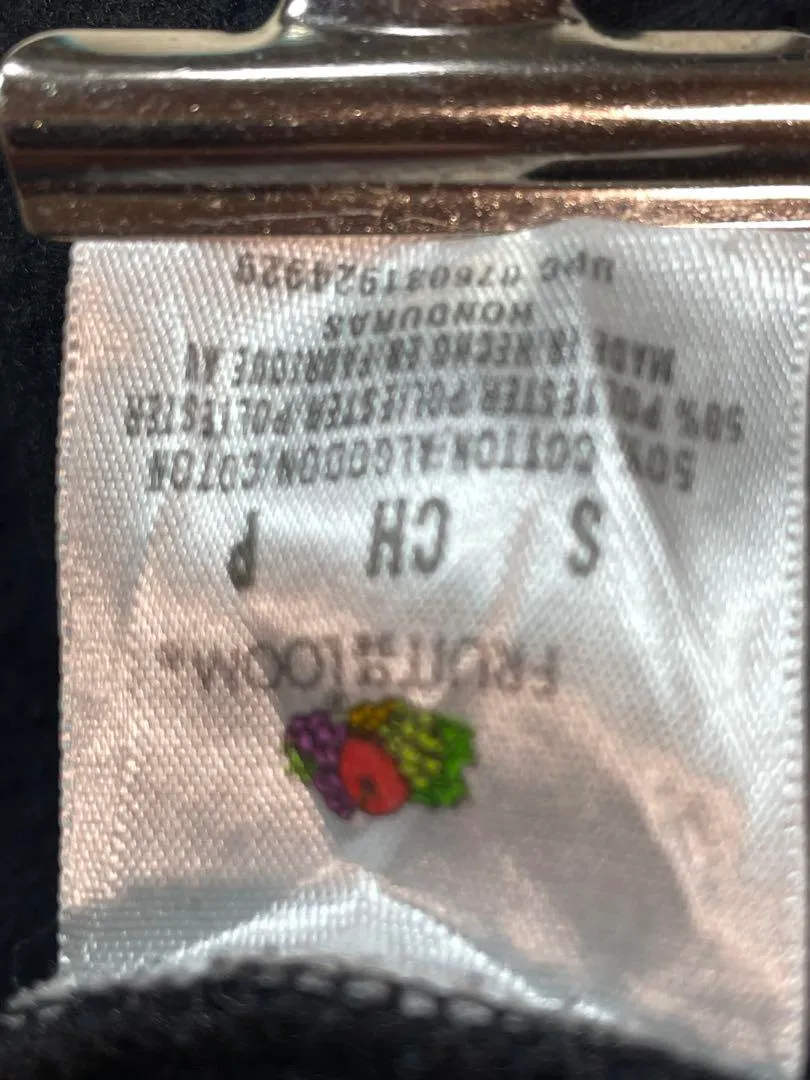 FRUIT OF THE LOOM
S CH P
50% COTTON/ALGODON/COTON
50% POLYESTER/POLIESTER/POLYESTER
MADE IN/HECHO EN/FABRIQUE AU
HONDURAS
UPC